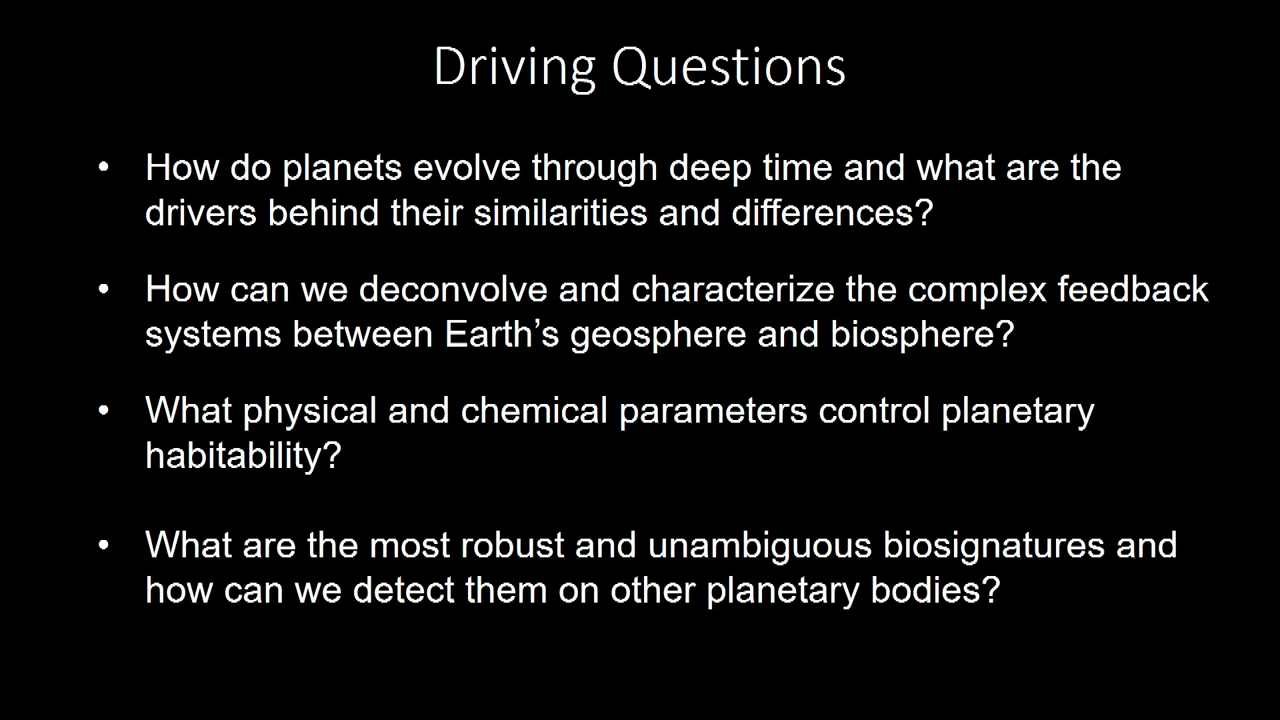 Driving Questions
• How do planets evolve through deep time and what are the
drivers behind their similarities and differences?
• How can we deconvolve and characterize the complex feedback
systems between Earth’s geosphere and biosphere?
• What physical and chemical parameters control planetary
habitability?
• What are the most robust and unambiguous biosignatures and
how can we detect them on other planetary bodies?